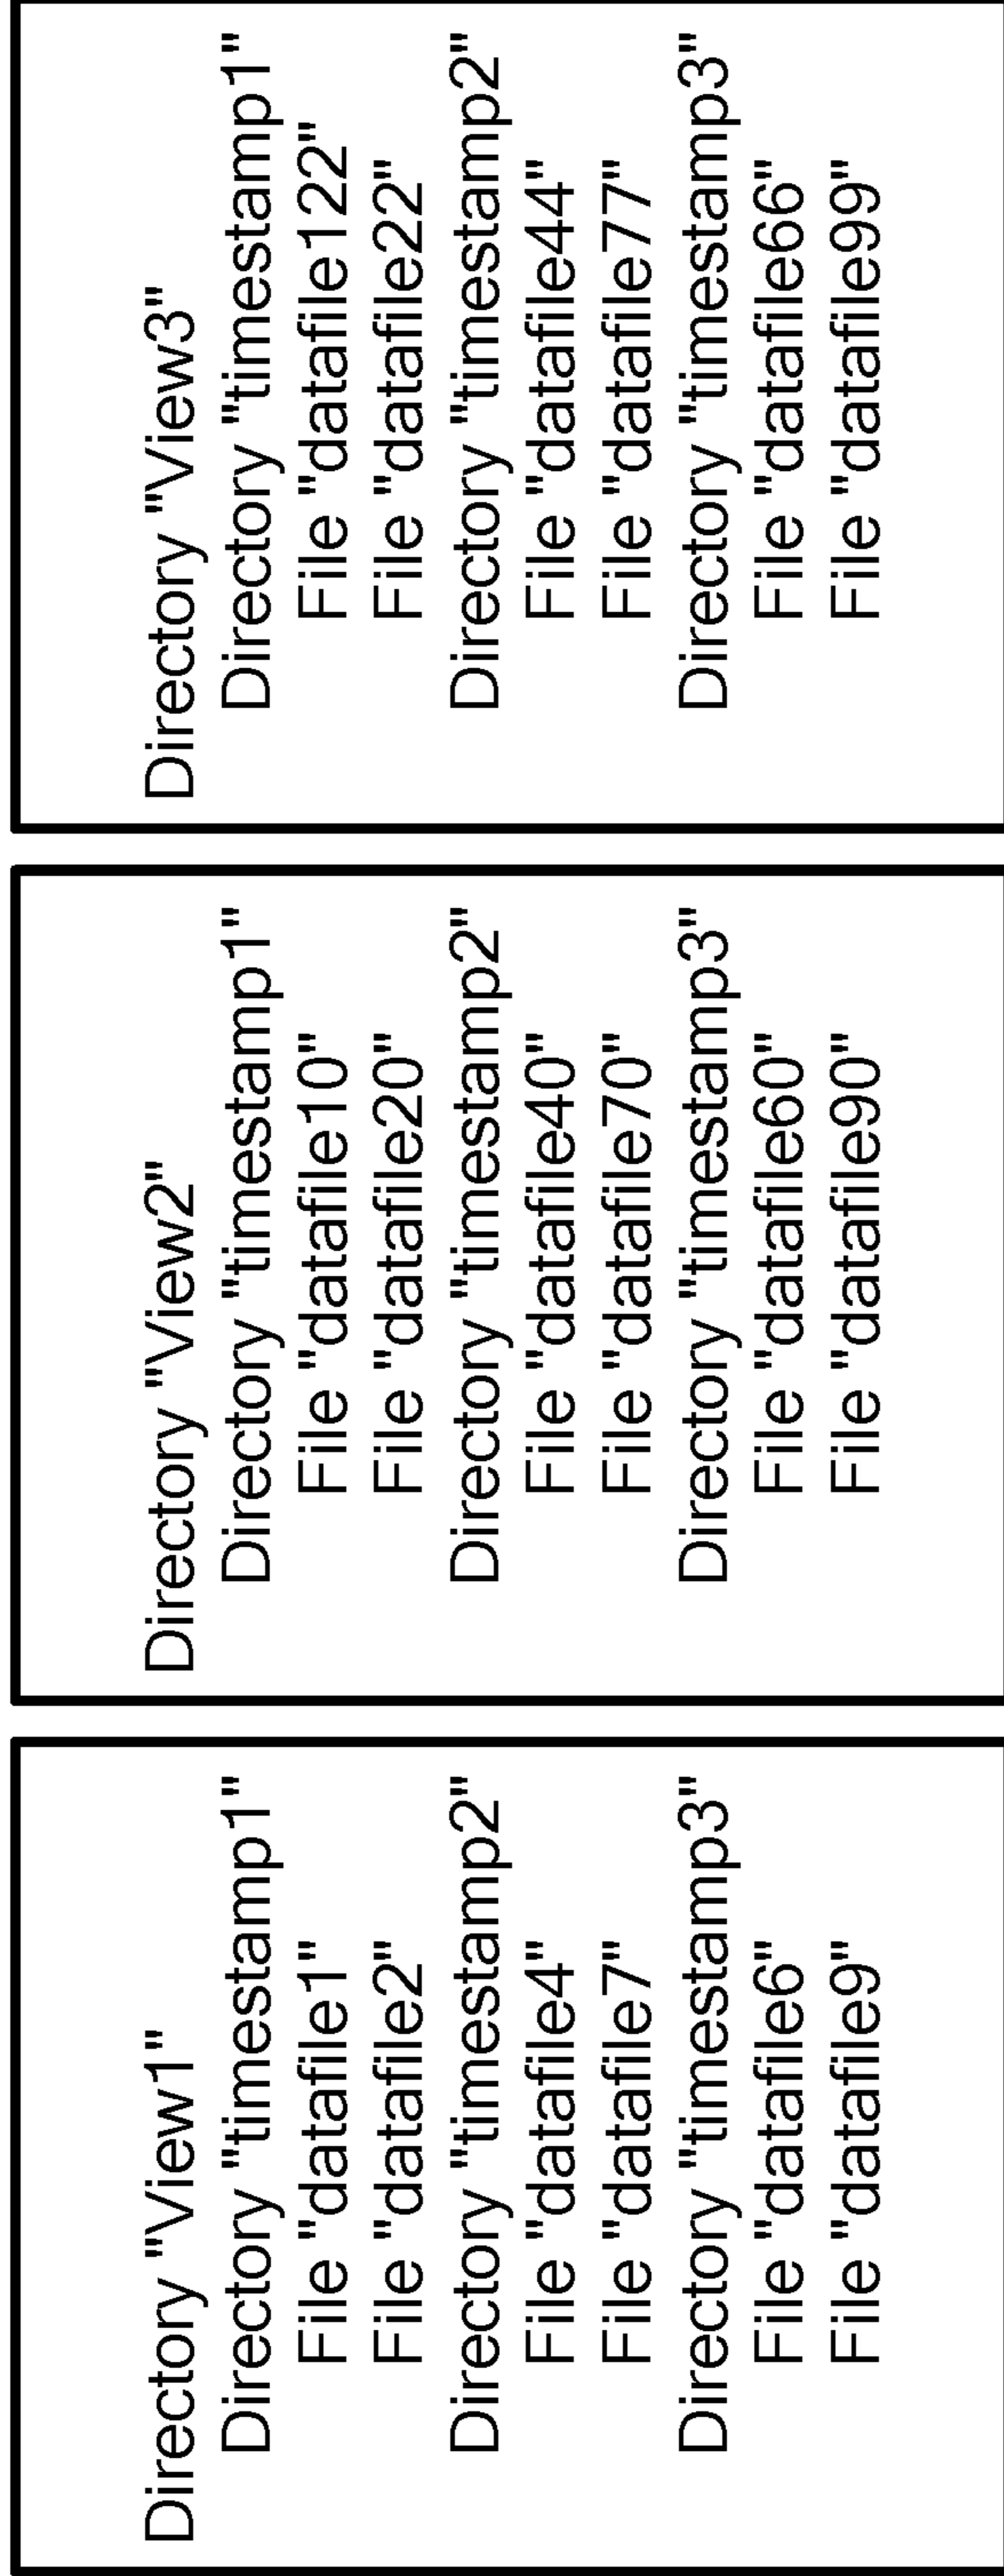 Directory "View1"
Directory "timestamp1"
File "datafile1"
File "datafile2"
Directory "timestamp2"
File "datafile4"
File "datafile7"
Directory "timestamp3"
File "datafile6"
File "datafile9"
Directory "View2"
Directory "timestamp1"
File "datafile10"
File "datafile20"
Directory "timestamp2"
File "datafile40"
File "datafile70"
Directory "timestamp3"
File "datafile60"
File "datafile90"
Directory "View3"
Directory "timestamp1"
File "datafile122"
File "datafile22"
Directory "timestamp2"
File "datafile44"
File "datafile77"
Directory "timestamp3"
File "datafile66"
File "datafile99"